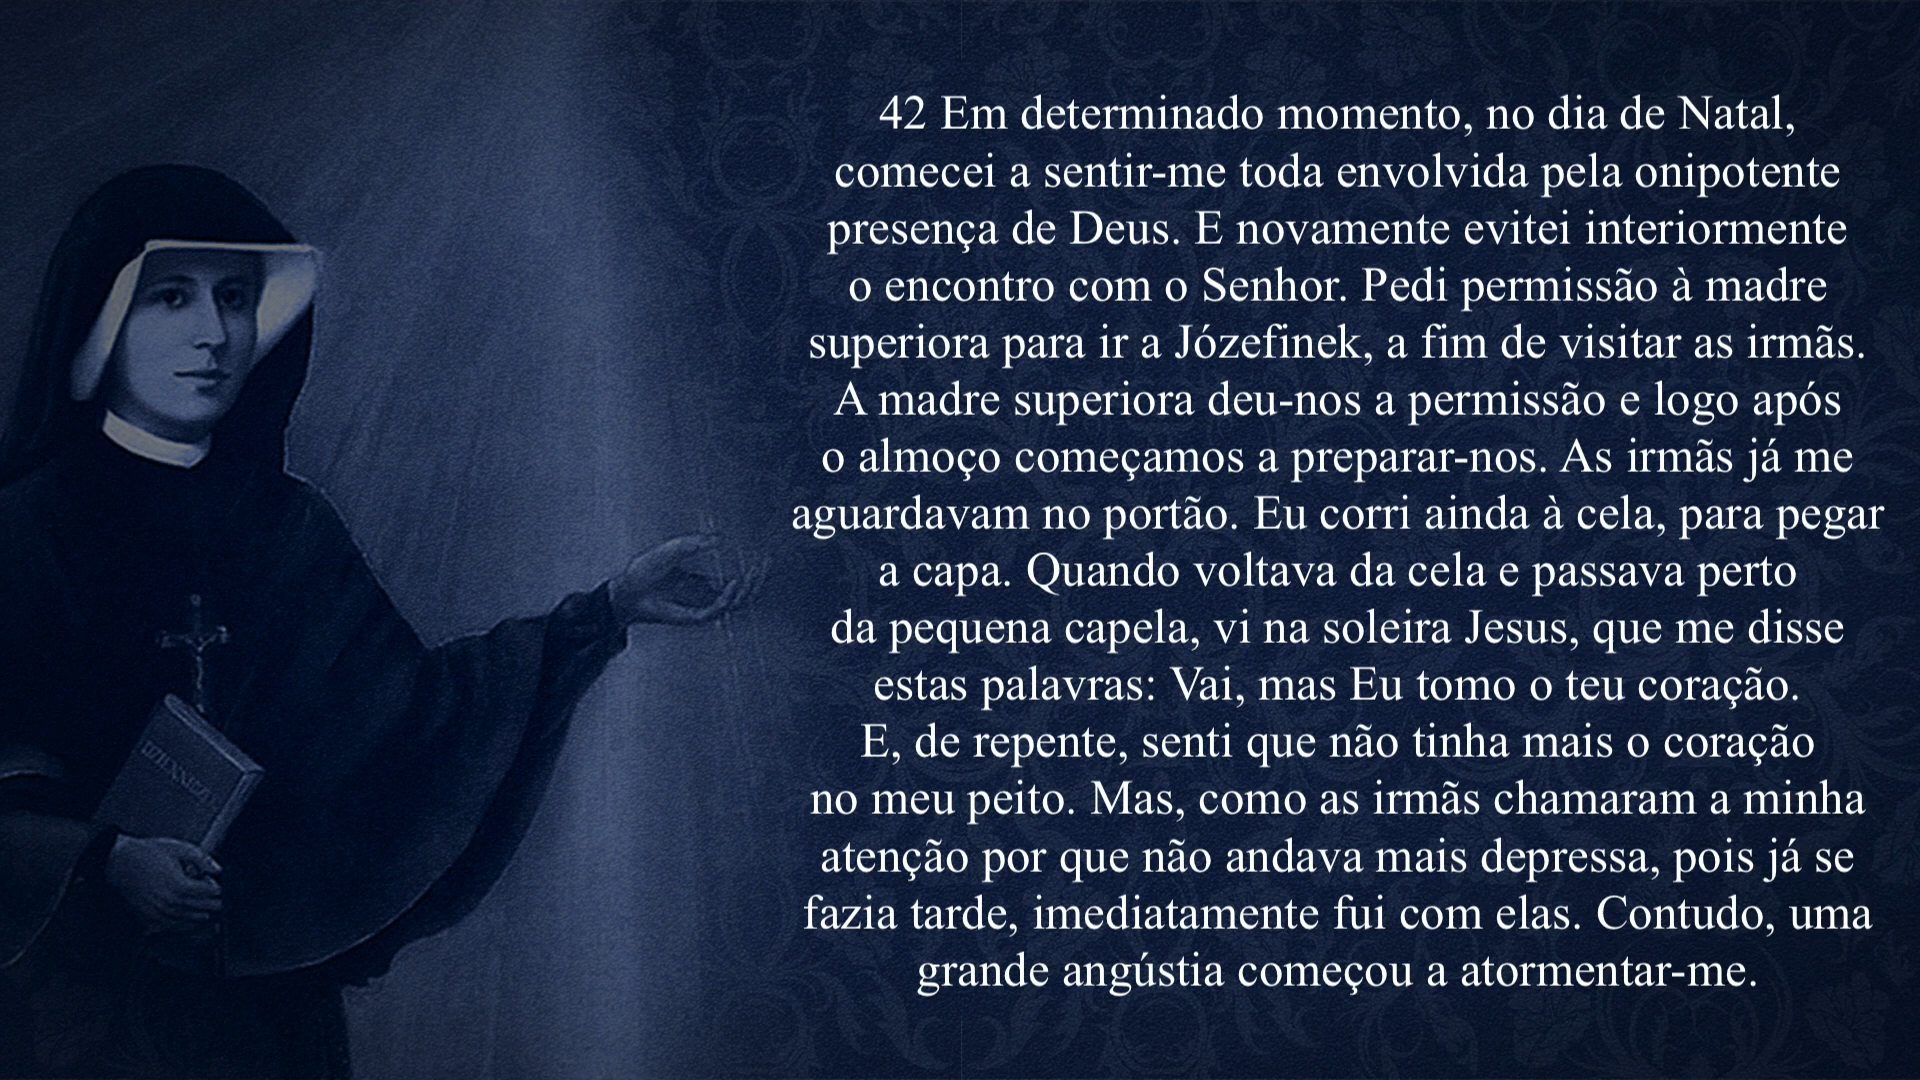 42 Em determinado momento, no dia de Natal,
comecei a sentir-me toda envolvida pela onipotente
presença de Deus. E novamente evitei interiormente
o encontro com o Senhor. Pedi permissão à madre
superiora para ir a Józefinek, a fim de visitar as irmãs.
A madre superiora deu-nos a permissão e logo após
o almoço começamos a preparar-nos. As irmãs já me
aguardavam no portão. Eu corri ainda à cela, para pegar
a capa. Quando voltava da cela e passava perto
da pequena capela, vi na soleira Jesus, que me disse
estas palavras: Vai, mas Eu tomo o teu coração.
E, de repente, senti que não tinha mais o coração
no meu peito. Mas, como as irmãs chamaram a minha
atenção por que não andava mais depressa, pois já se
fazia tarde, imediatamente fui com elas. Contudo, uma
grande angústia começou a atormentar-me.